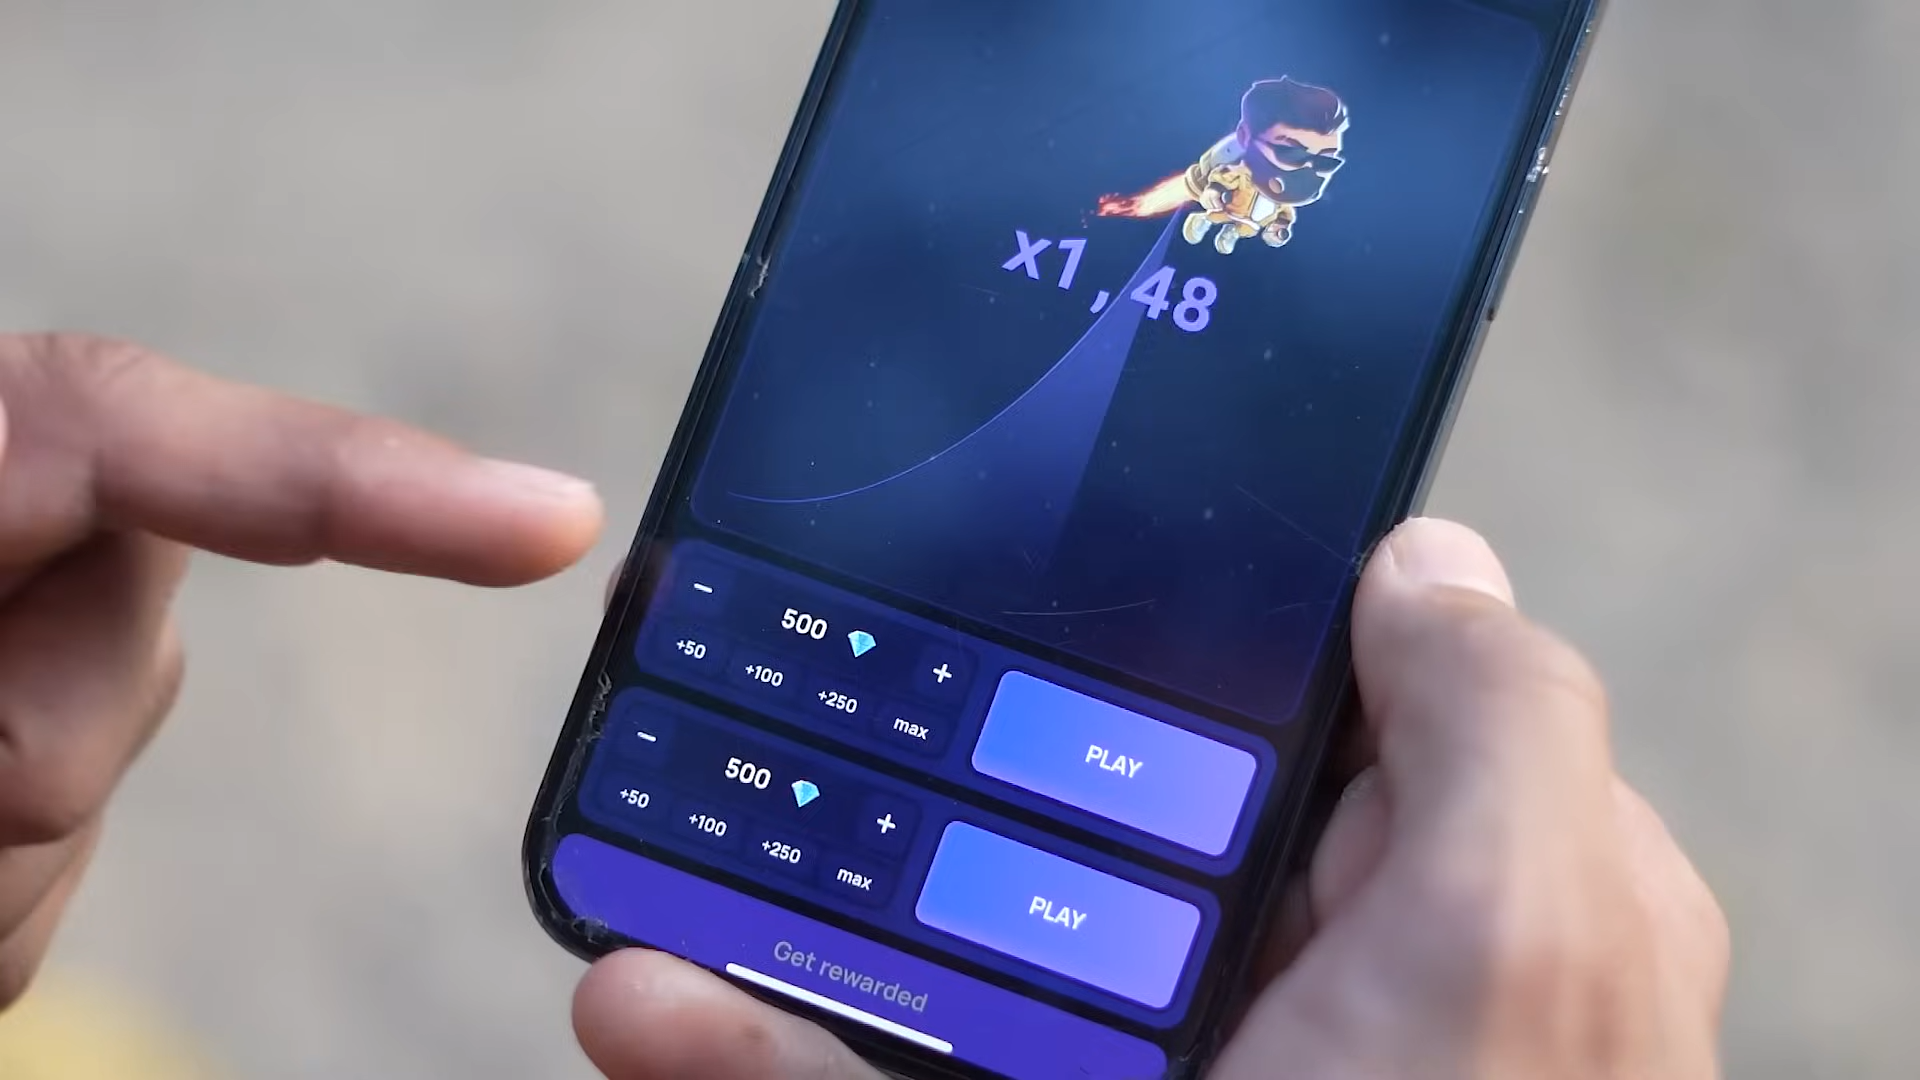 x1,48
−
500
+
+50
+100
+250
max
PLAY
−
500
+
+50
+100
+250
max
PLAY
Get rewarded